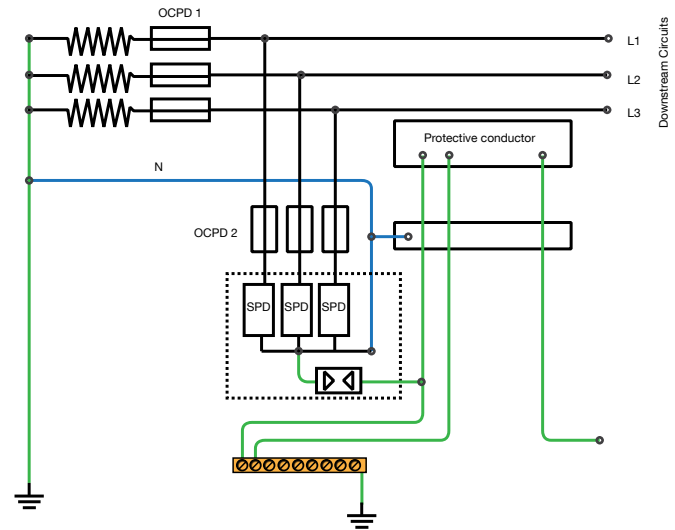 OCPD 1
L1
L2
L3
Downstream Circuits
Protective conductor
N
OCPD 2
SPD SPD SPD